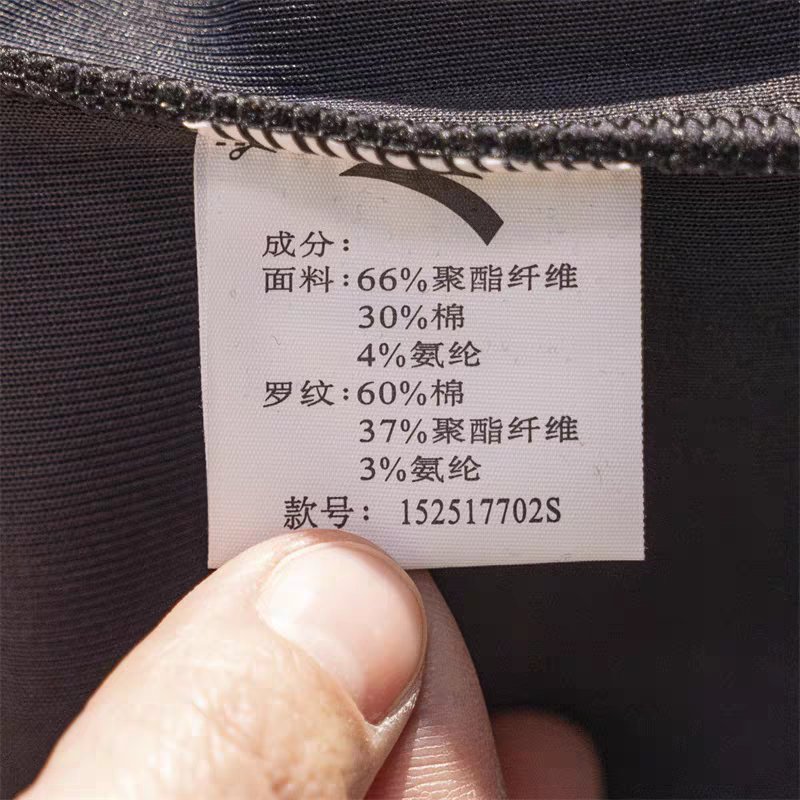 成分：
面料：66%聚酯纤维
30%棉
4%氨纶
罗纹：60%棉
37%聚酯纤维
3%氨纶
款号： 152517702S